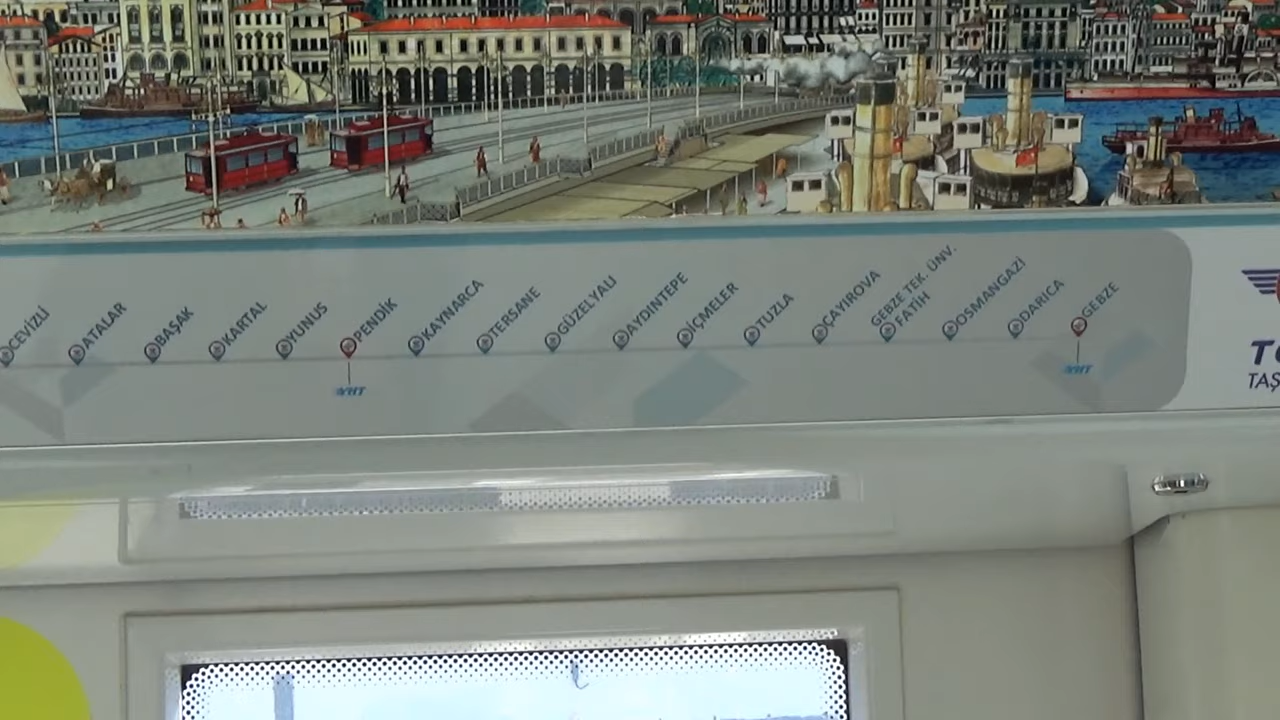 CEVİZLİ
ATALAR
BAŞAK
KARTAL
YUNUS
PENDİK
KAYNARCA
TERSANE
GÜZELYALI
AYDINTEPE
İÇMELER
TUZLA
ÇAYIROVA
GEBZE TEK. ÜNV.
FATİH
OSMANGAZİ
DARICA
GEBZE
YHT
YHT